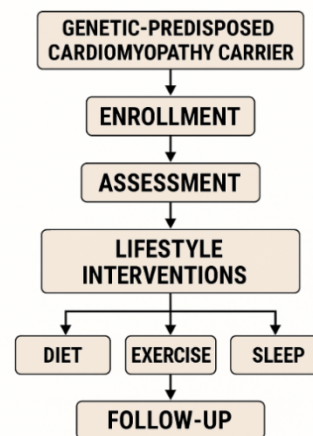 GENETIC-PREDISPOSED
CARDIOMYOPATHY CARRIER
ENROLLMENT
ASSESSMENT
LIFESTYLE
INTERVENTIONS
DIET
EXERCISE
SLEEP
FOLLOW-UP